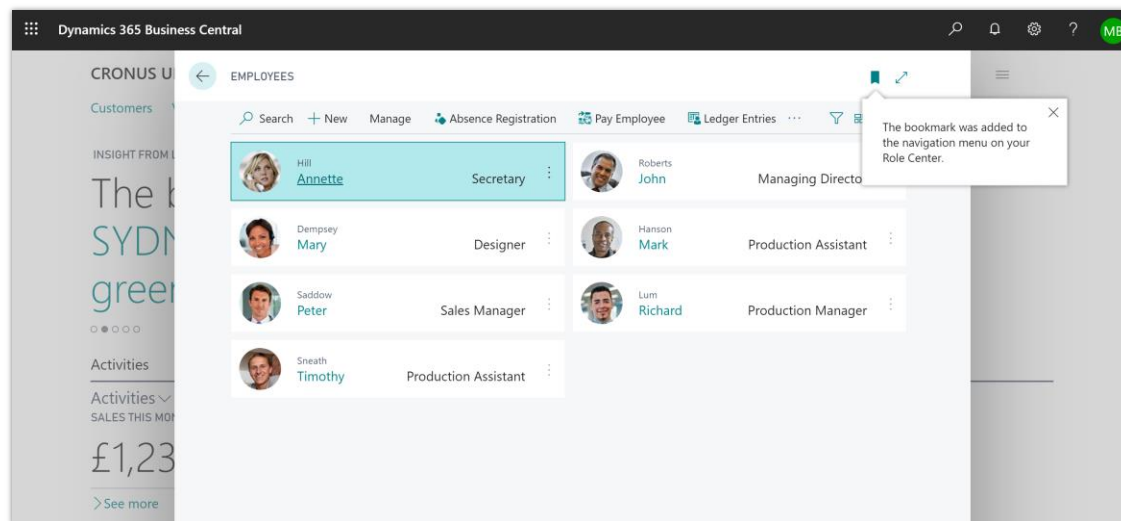 Dynamics 365 Business Central
?
MB
CRONUS U
Customers
INSIGHT FROM L
The b
SYDN
green
Activities
Activities
SALES THIS MON
£1,23
See more
EMPLOYEES
Search New Manage Absence Registration Pay Employee Ledger Entries ...
The bookmark was added to
the navigation menu on your
Role Center.
Hill
Annette Secretary
Roberts
John Managing Directo
Dempsey
Mary Designer
Hanson
Mark Production Assistant
Saddow
Peter Sales Manager
Lum
Richard Production Manager
Sneath
Timothy Production Assistant